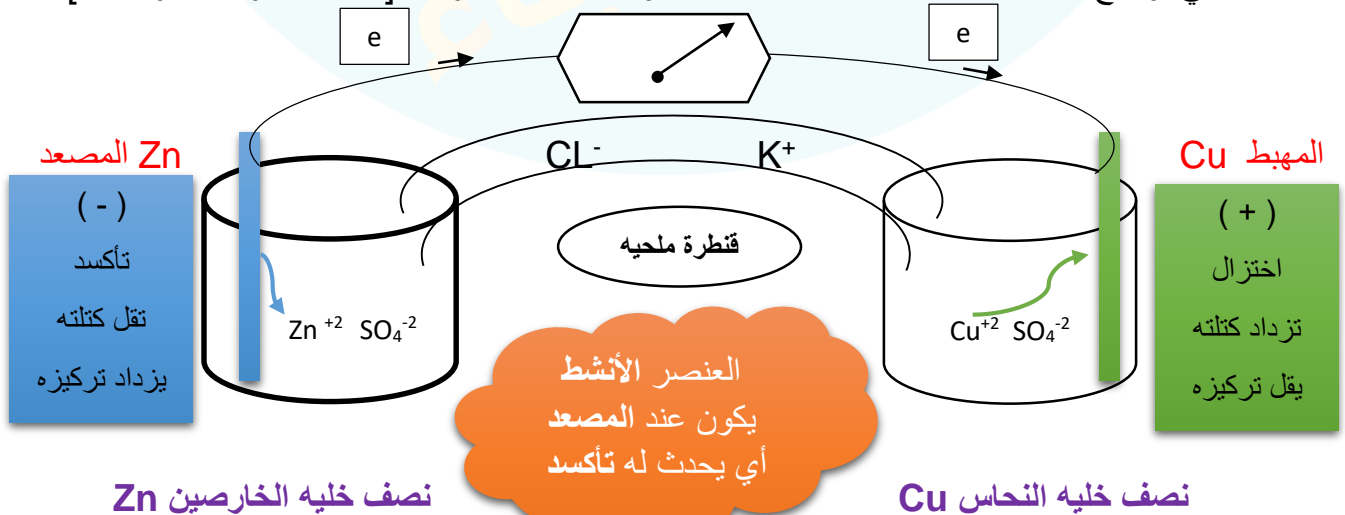 e
e
CL- K+
Zn المصعد
المهبط Cu
( - )
تأكسد
تقل كتلته
يزداد تركيزه
( + )
اختزال
تزداد كتلته
يقل تركيزه
قنطرة ملحيه
Zn +2 SO4-2
Cu+2 SO4-2
العنصر الأنشط
يكون عند المصعد
أي يحدث له تأكسد
نصف خليه الخارصين Zn
نصف خليه النحاس Cu